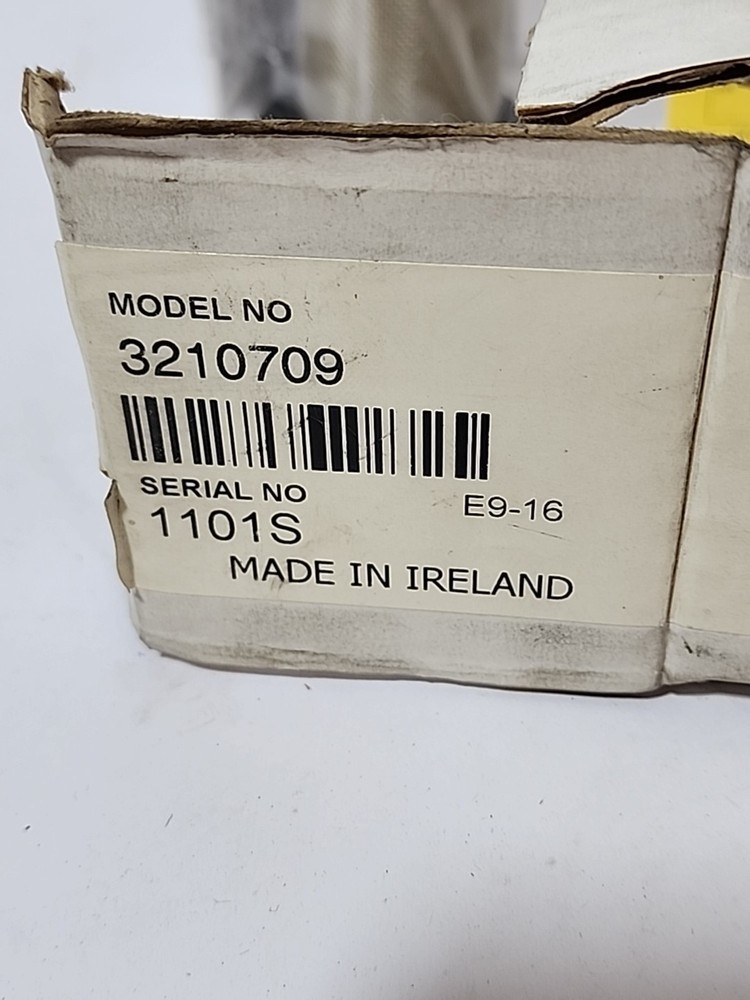 MODEL NO
3210709
SERIAL NO
E9-16
1101S
MADE IN IRELAND